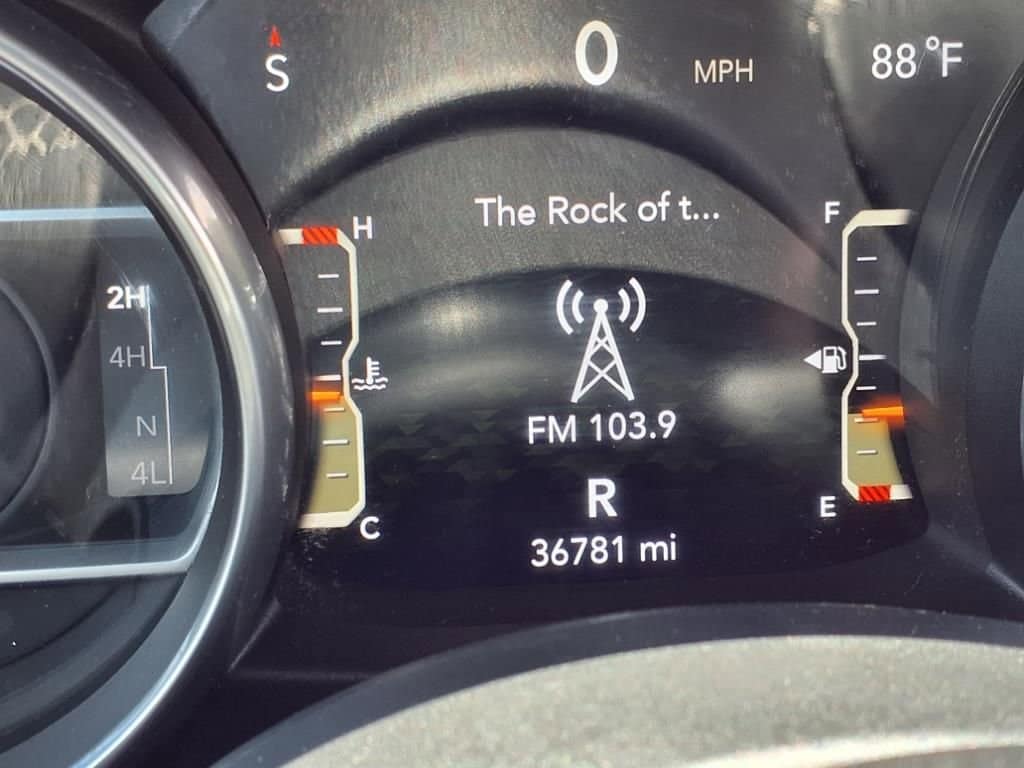 S 0 MPH 88°F
H The Rock of t... F
2H
4H
FM 103.9
N
4L
R
E
C
36781 mi